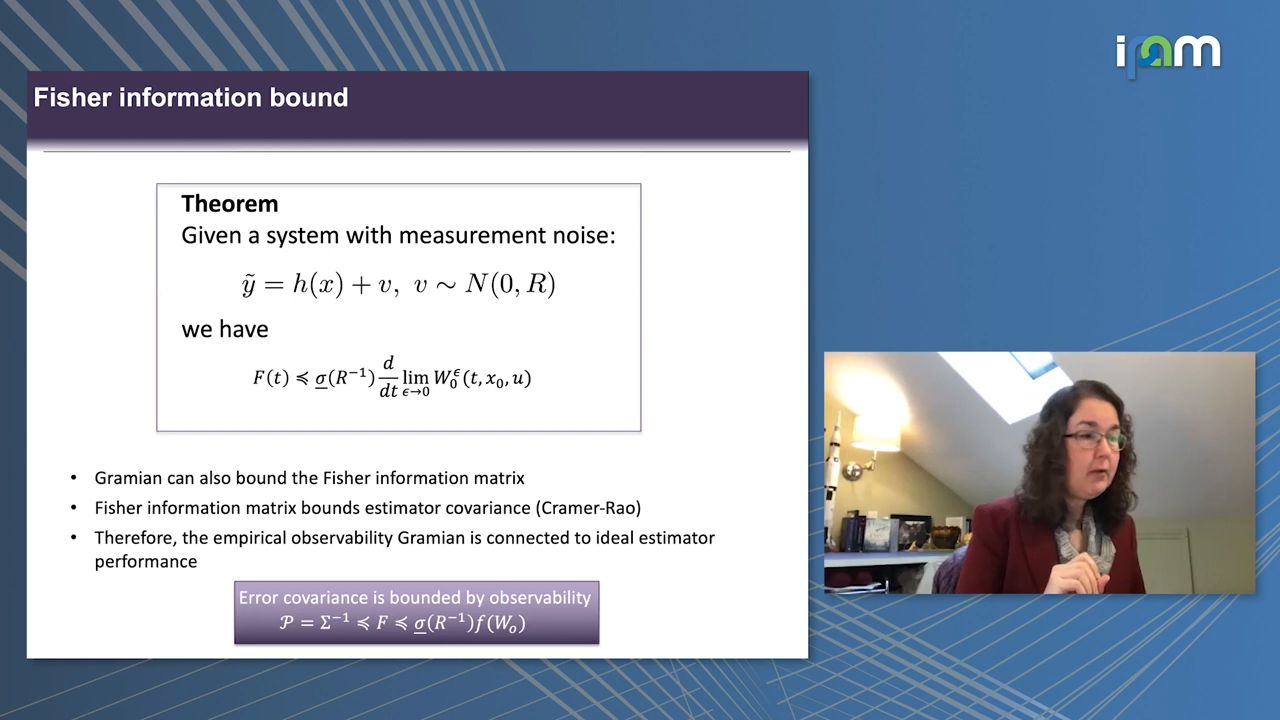 ipam
Fisher information bound
Theorem
Given a system with measurement noise:
ỹ = h(x) + v, v ∼ N(0, R)
we have
F(t) ≼ σ̲(R⁻¹) d/dt lim_{ϵ→0} W₀^ϵ(t, x₀, u)
• Gramian can also bound the Fisher information matrix
• Fisher information matrix bounds estimator covariance (Cramer-Rao)
• Therefore, the empirical observability Gramian is connected to ideal estimator
performance
Error covariance is bounded by observability
𝒫 = Σ⁻¹ ≼ F ≼ σ̲(R⁻¹)f(Wₒ)